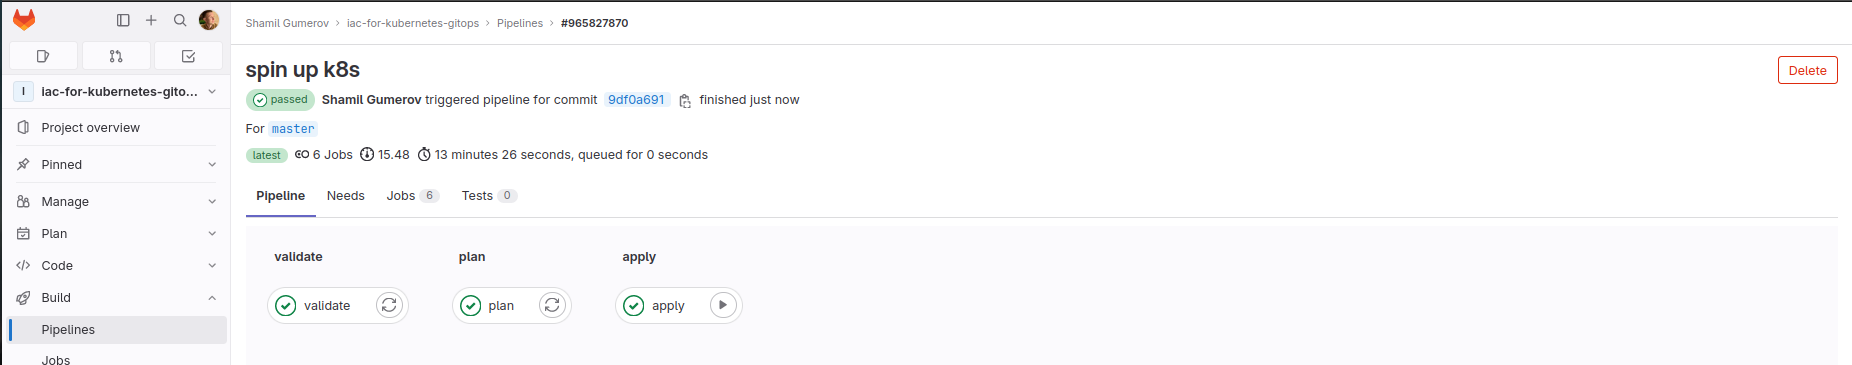 Shamil Gumerov › iac-for-kubernetes-gitops › Pipelines › #965827870
I iac-for-kubernetes-gito...
Project overview
Pinned
Manage
Plan
Code
Build
Pipelines
Jobs
spin up k8s
Delete
passed Shamil Gumerov triggered pipeline for commit 9df0a691 finished just now
For master
latest 6 Jobs 15.48 13 minutes 26 seconds, queued for 0 seconds
Pipeline Needs Jobs 6 Tests 0
validate plan apply
validate plan apply